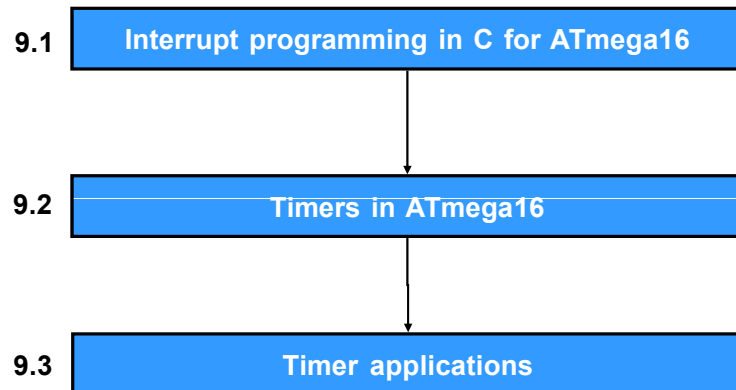 9.1 Interrupt programming in C for ATmega16
9.2 Timers in ATmega16
9.3 Timer applications